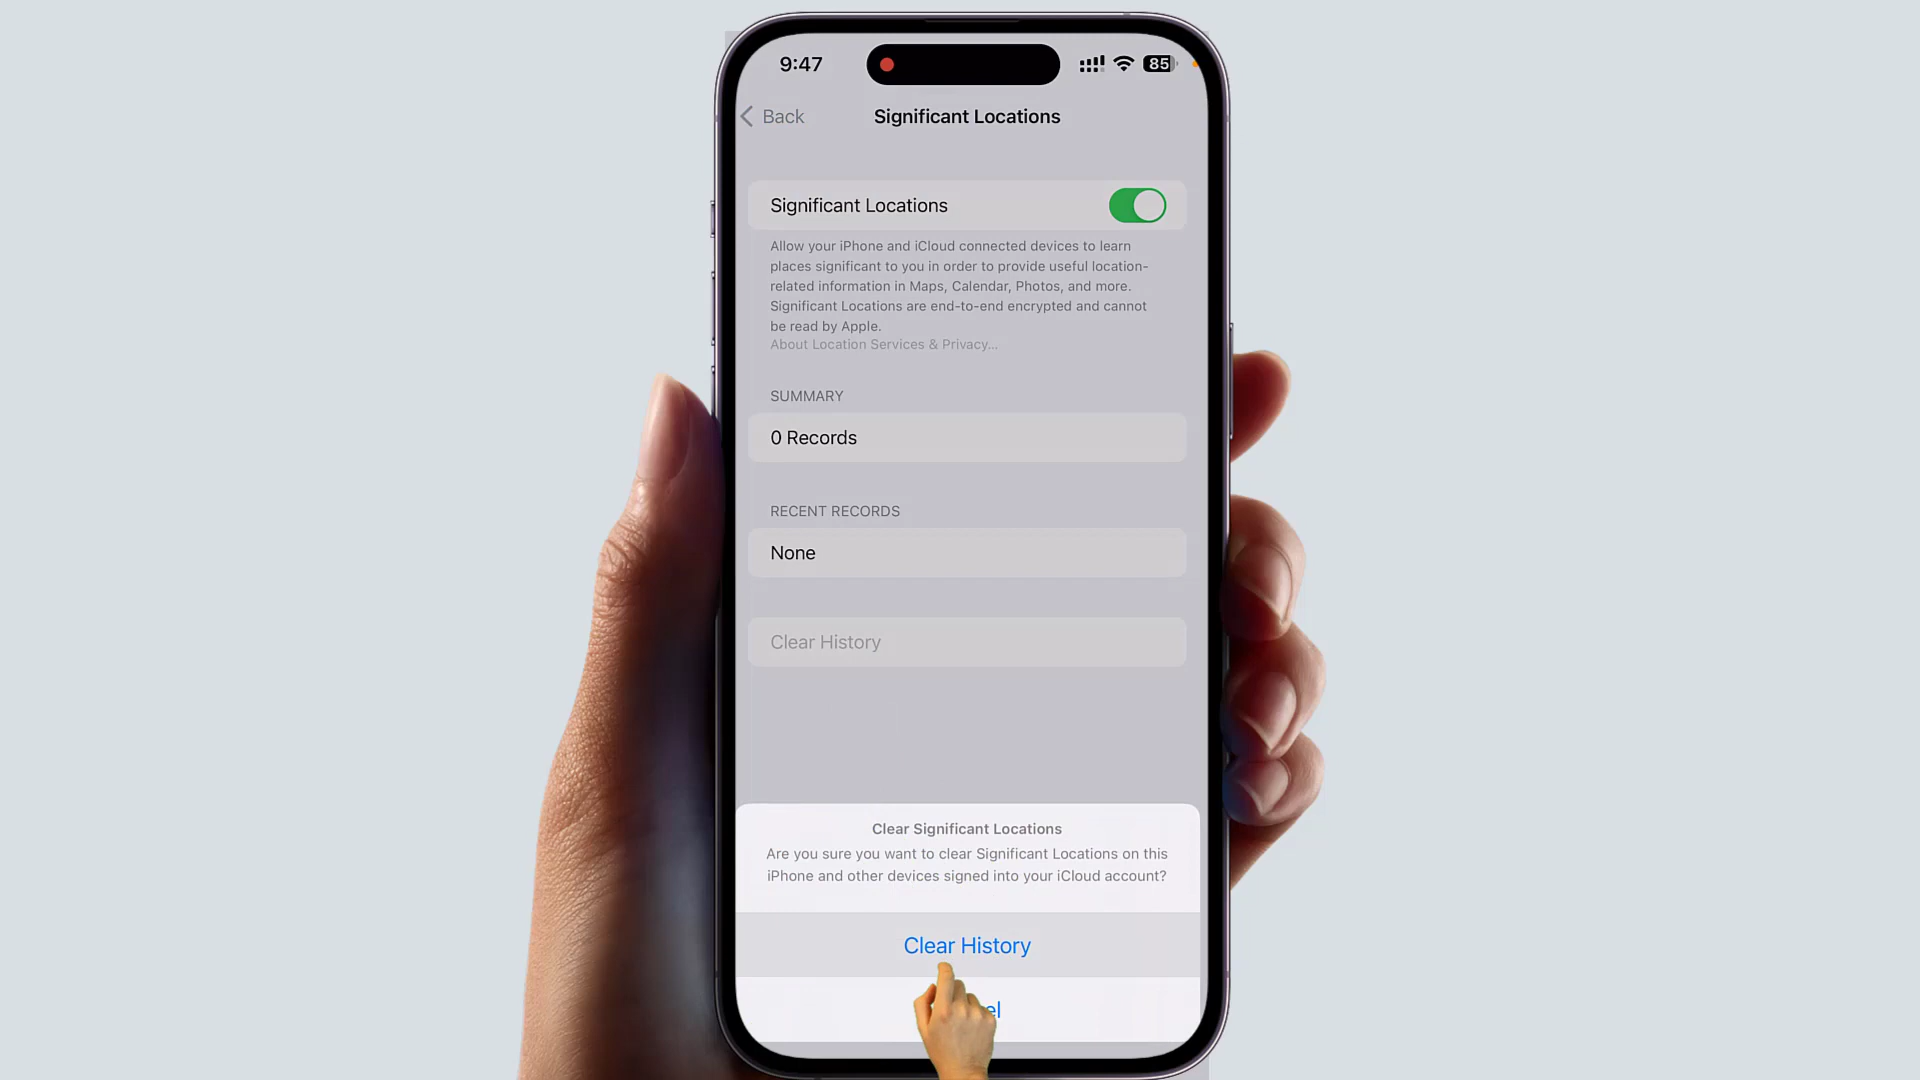 9:47
85
Back
Significant Locations
Significant Locations
Allow your iPhone and iCloud connected devices to learn
places significant to you in order to provide useful location-
related information in Maps, Calendar, Photos, and more.
Significant Locations are end-to-end encrypted and cannot
be read by Apple.
About Location Services & Privacy...
SUMMARY
0 Records
RECENT RECORDS
None
Clear History
Clear Significant Locations
Are you sure you want to clear Significant Locations on this
iPhone and other devices signed into your iCloud account?
Clear History